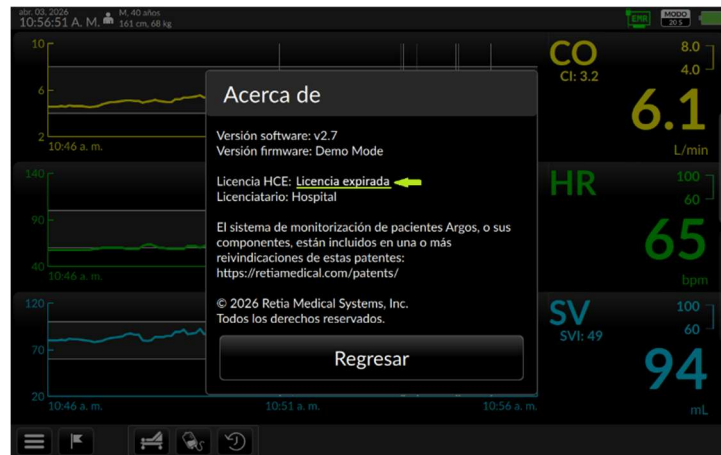 abr. 03, 2026
10:56:51 A. M.
M, 40 años
161 cm, 68 kg
EMR
MODO
20 S
10
6
2
10:46 a. m.
CO
CI: 3.2
8.0
4.0
6.1
L/min
Acerca de
Versión software: v2.7
Versión firmware: Demo Mode
Licencia HCE: Licencia expirada
Licenciatario: Hospital
El sistema de monitorización de pacientes Argos, o sus
componentes, están incluidos en una o más
reivindicaciones de estas patentes:
https://retiamedical.com/patents/
© 2026 Retia Medical Systems, Inc.
Todos los derechos reservados.
Regresar
140
90
40
10:46 a. m.
HR
100
60
65
bpm
120
70
20
10:46 a. m.
10:51 a. m.
10:56 a. m.
SV
SVI: 49
100
60
94
mL